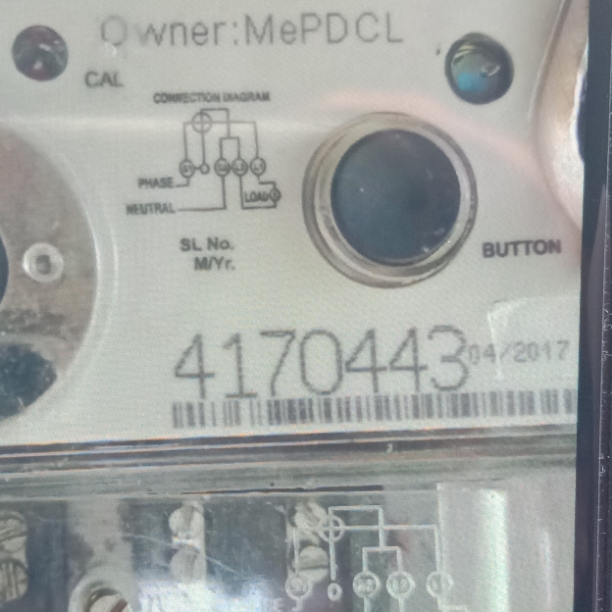 Owner:MePDCL
CAL
CONNECTION DIAGRAM
PHASE
NEUTRAL
LOAD
SL No.
M/Yr.
BUTTON
4170443 04/2017